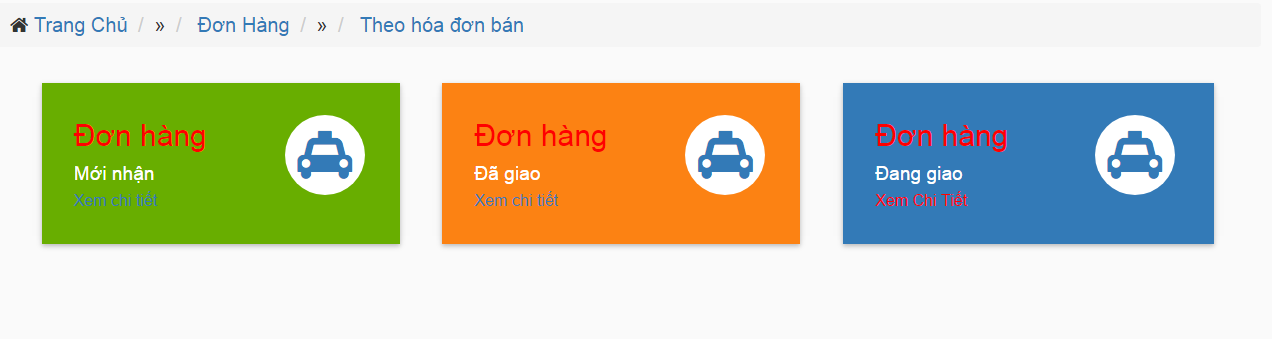 Trang Chủ / » / Đơn Hàng / » / Theo hóa đơn bán
Đơn hàng
Mới nhận
Xem chi tiết
Đơn hàng
Đã giao
Xem chi tiết
Đơn hàng
Đang giao
Xem Chi Tiết